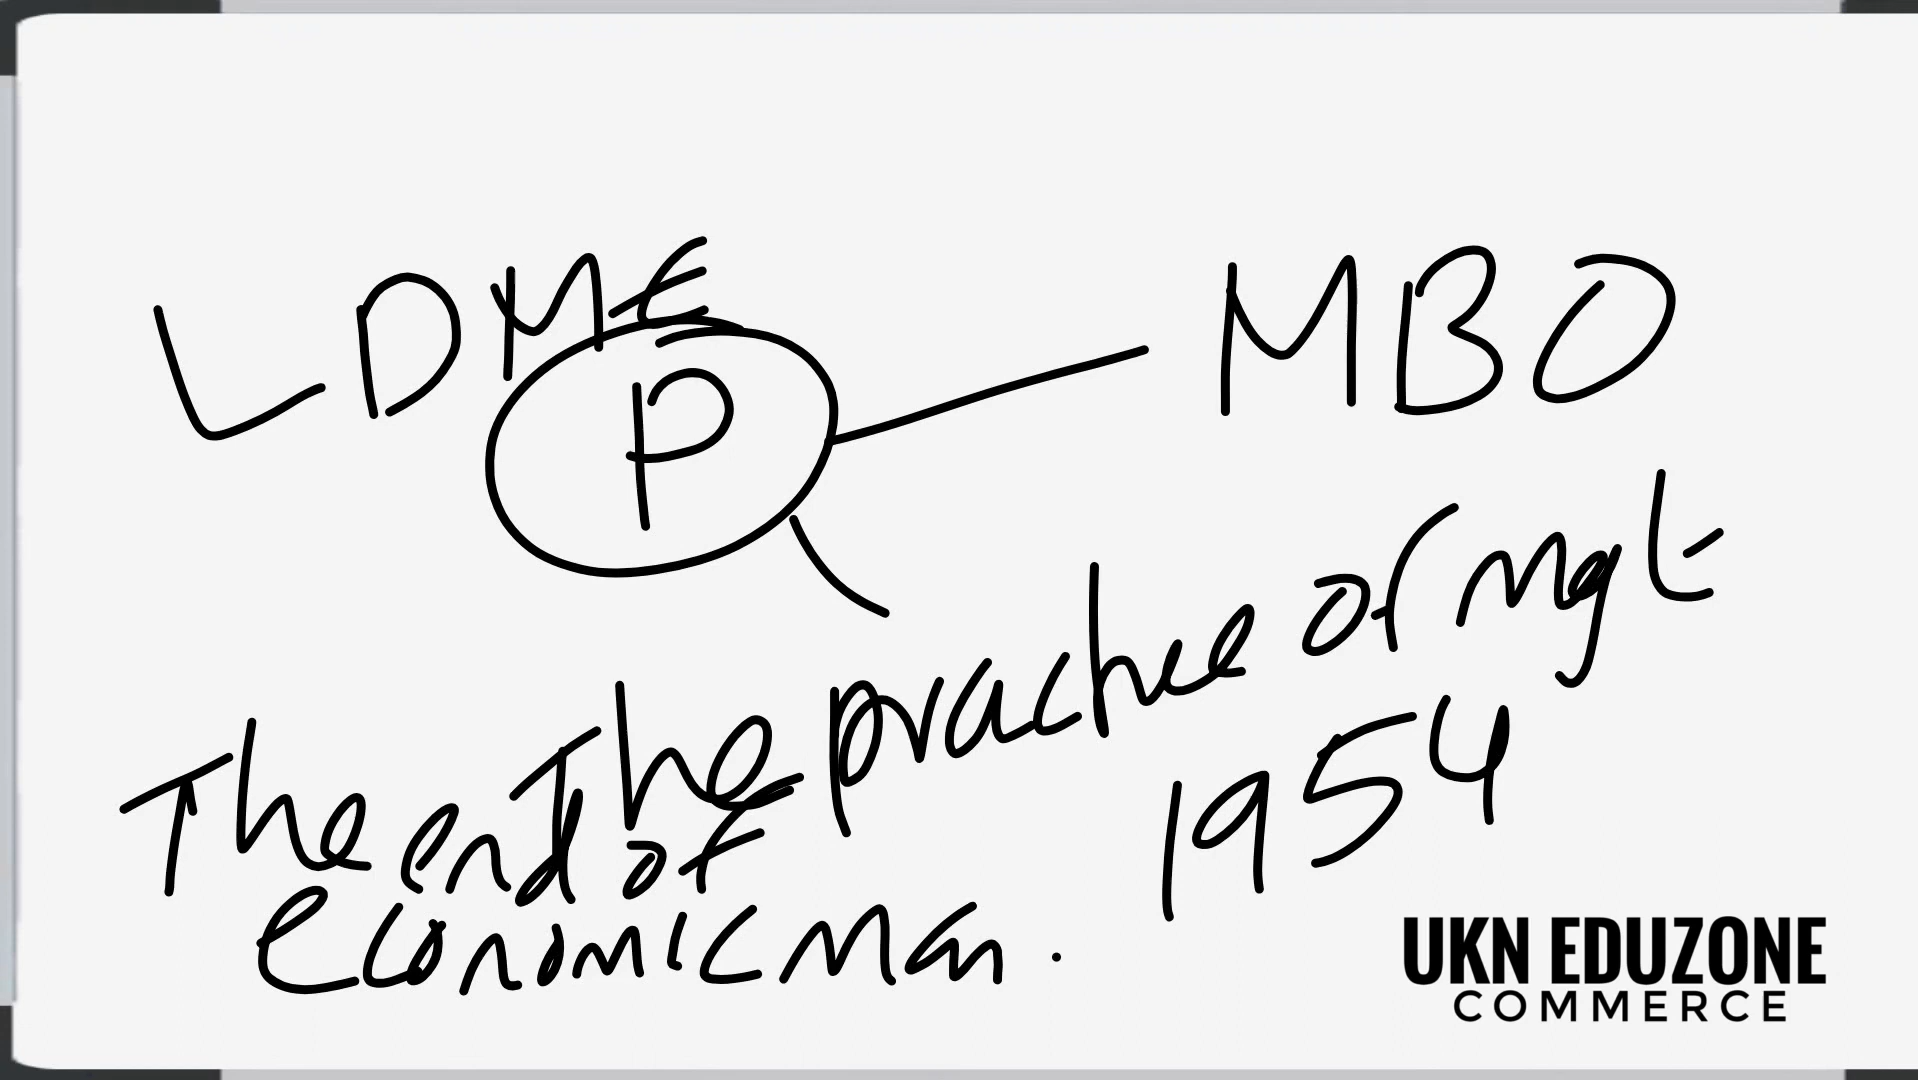 LDME
P
MBO
The practice of mgt
1954
The end of
economic man.
UKN EDUZONE
COMMERCE